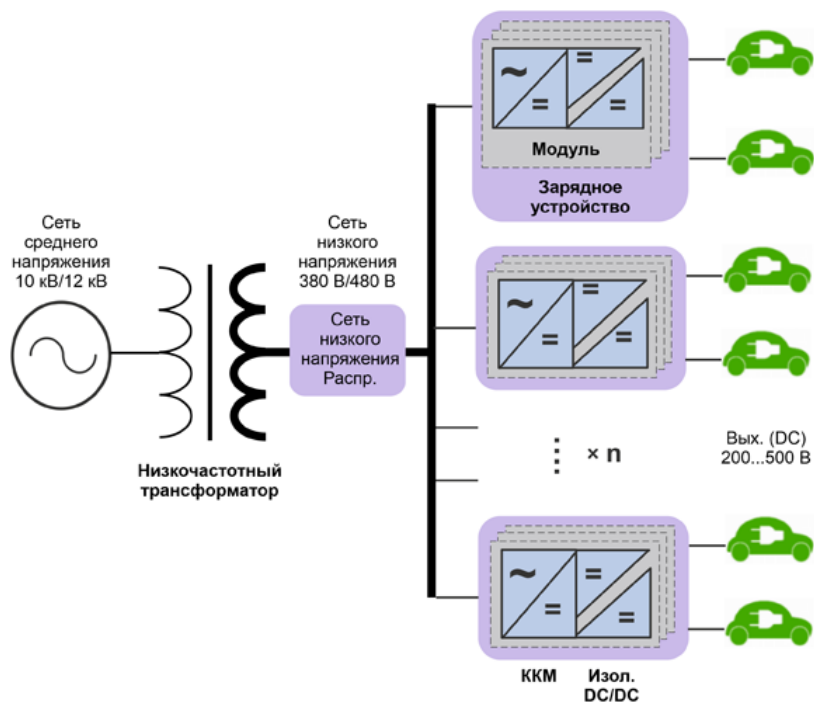 Модуль
Зарядное
устройство
Сеть
среднего
напряжения
10 кВ/12 кВ
Сеть
низкого
напряжения
380 В/480 В
Сеть
низкого
напряжения
Распр.
Низкочастотный
трансформатор
× n
Вых. (DC)
200...500 В
ККМ
Изол.
DC/DC